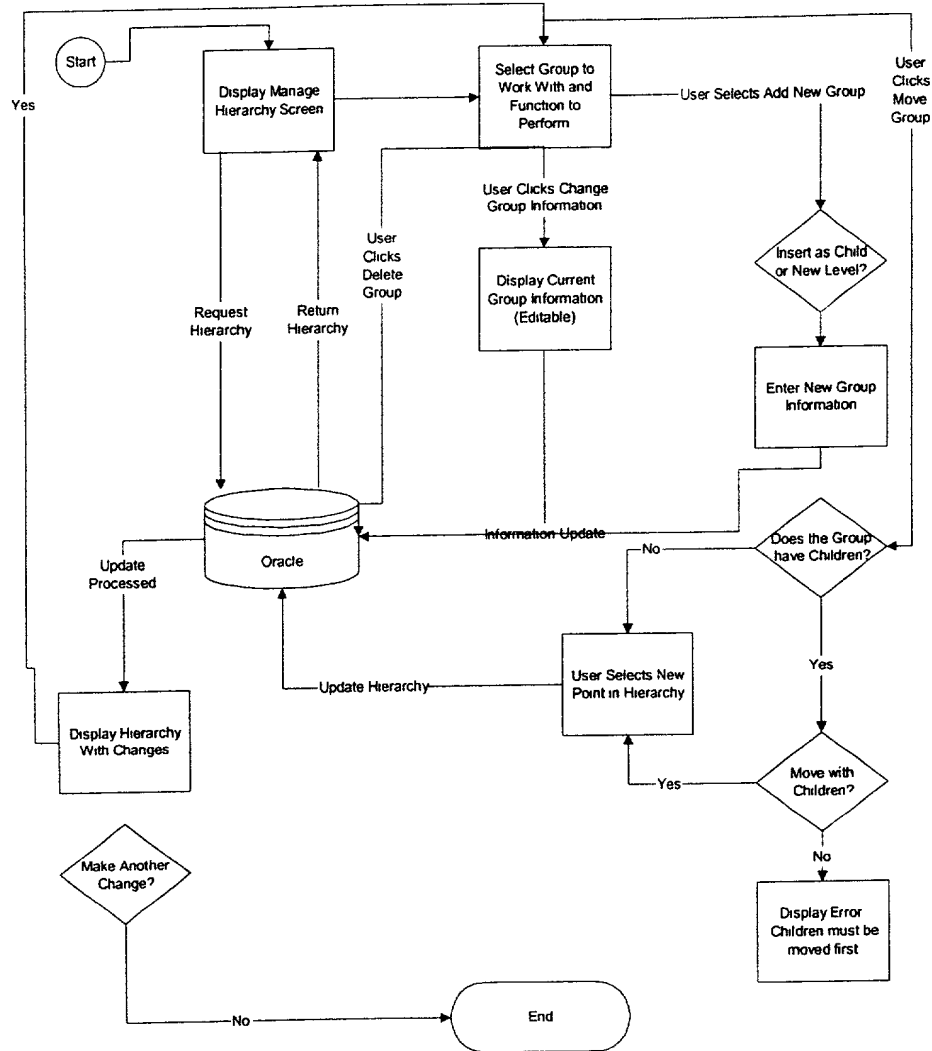 Start
Yes
Display Manage
Hierarchy Screen
Select Group to
Work With and
Function to
Perform
User Selects Add New Group
User
Clicks
Move
Group
User Clicks Change
Group Information
User
Clicks
Delete
Group
Insert as Child
or New Level?
Display Current
Group Information
(Editable)
Request
Hierarchy
Return
Hierarchy
Enter New Group
Information
Information Update
Does the Group
have Children?
No
Oracle
Update
Processed
Yes
User Selects New
Point in Hierarchy
Update Hierarchy
Display Hierarchy
With Changes
Move with
Children?
Yes
No
Make Another
Change?
Display Error
Children must be
moved first
No
End